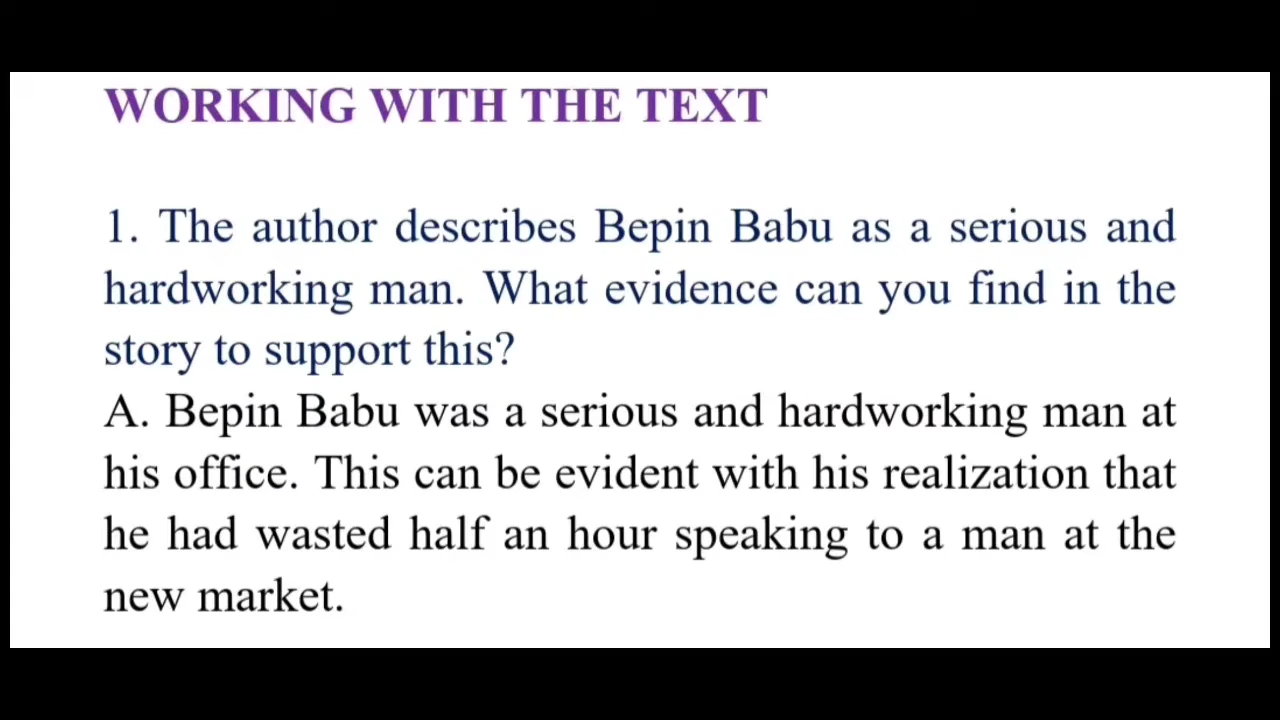 WORKING WITH THE TEXT
1. The author describes Bepin Babu as a serious and
hardworking man. What evidence can you find in the
story to support this?
A. Bepin Babu was a serious and hardworking man at
his office. This can be evident with his realization that
he had wasted half an hour speaking to a man at the
new market.